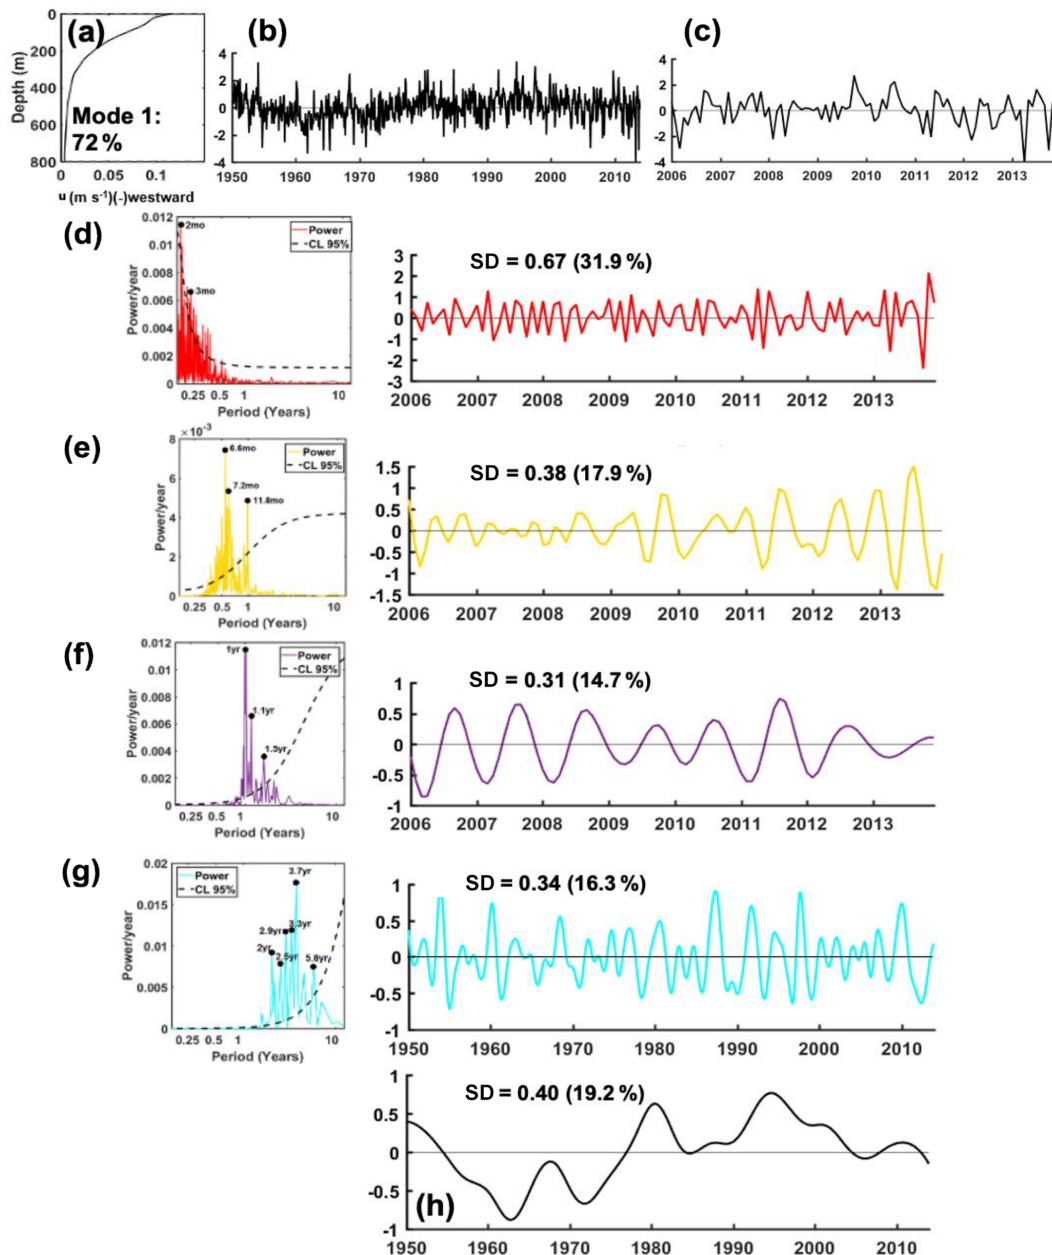 (a)
(b)
(c)
Depth (m)
0
200
400
600
800
Mode 1:
72 %
0
0.05
0.1
u (m s⁻¹)(-)westward
4
2
0
-2
-4
1950
1960
1970
1980
1990
2000
2010
4
2
0
-2
-4
2006
2007
2008
2009
2010
2011
2012
2013
(d)
Power/year
0.012
0.01
0.008
0.006
0.004
0.002
0
2mo
3mo
Power
CL 95%
0.25 0.5 1 10
Period (Years)
SD = 0.67 (31.9 %)
3
2
1
0
-1
-2
-3
2006 2007 2008 2009 2010 2011 2012 2013
(e)
× 10⁻³
Power/year
8
6
4
2
0
6.6mo
7.2mo
11.8mo
Power
CL 95%
0.25 0.5 1 10
Period (Years)
SD = 0.38 (17.9 %)
1.5
1
0.5
0
-0.5
-1
-1.5
2006 2007 2008 2009 2010 2011 2012 2013
(f)
Power/year
0.012
0.01
0.008
0.006
0.004
0.002
0
1yr
1.1yr
1.5yr
Power
CL 95%
0.25 0.5 1 10
Period (Years)
SD = 0.31 (14.7 %)
1
0.5
0
-0.5
-1
2006 2007 2008 2009 2010 2011 2012 2013
(g)
Power/year
0.02
0.015
0.01
0.005
0
Power
CL 95%
3.7yr
2.9yr
3.3yr
2yr
2.5yr
5.8yr
0.25 0.5 1 10
Period (Years)
SD = 0.34 (16.3 %)
1
0.5
0
-0.5
-1
1950 1960 1970 1980 1990 2000 2010
SD = 0.40 (19.2 %)
1
0.5
0
-0.5
-1
(h)
1950 1960 1970 1980 1990 2000 2010